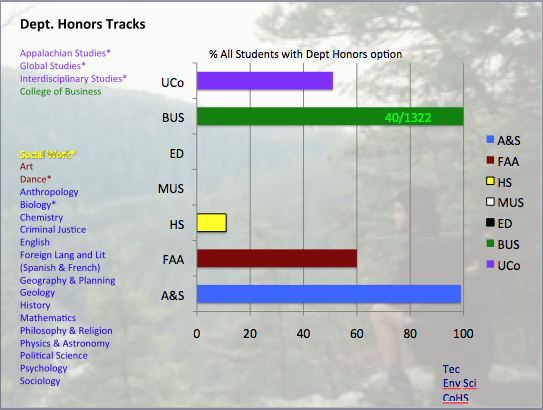 Dept. Honors Tracks
Appalachian Studies*
Global Studies*
Interdisciplinary Studies*
College of Business
Social Work*
Art
Dance*
Anthropology
Biology*
Chemistry
Criminal Justice
English
Foreign Lang and Lit
(Spanish & French)
Geography & Planning
Geology
History
Mathematics
Philosophy & Religion
Physics & Astronomy
Political Science
Psychology
Sociology
% All Students with Dept Honors option
UCo
BUS
40/1322
ED
MUS
HS
FAA
A&S
0 20 40 60 80 100
A&S
FAA
HS
MUS
ED
BUS
UCo
Tec
Env Sci
CoHS